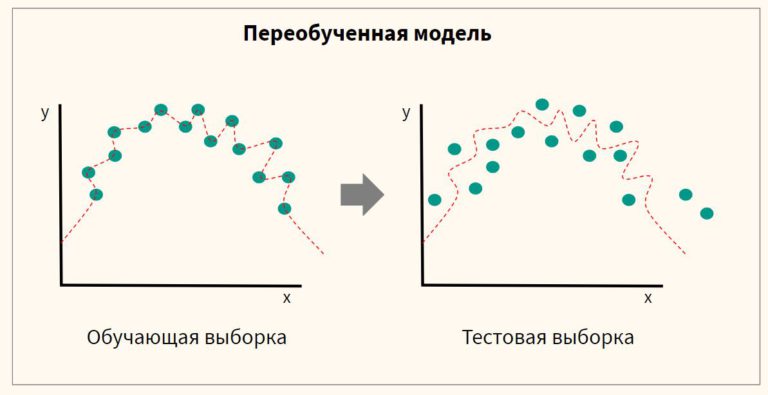 Переобученная модель
y
x
Обучающая выборка
y
x
Тестовая выборка